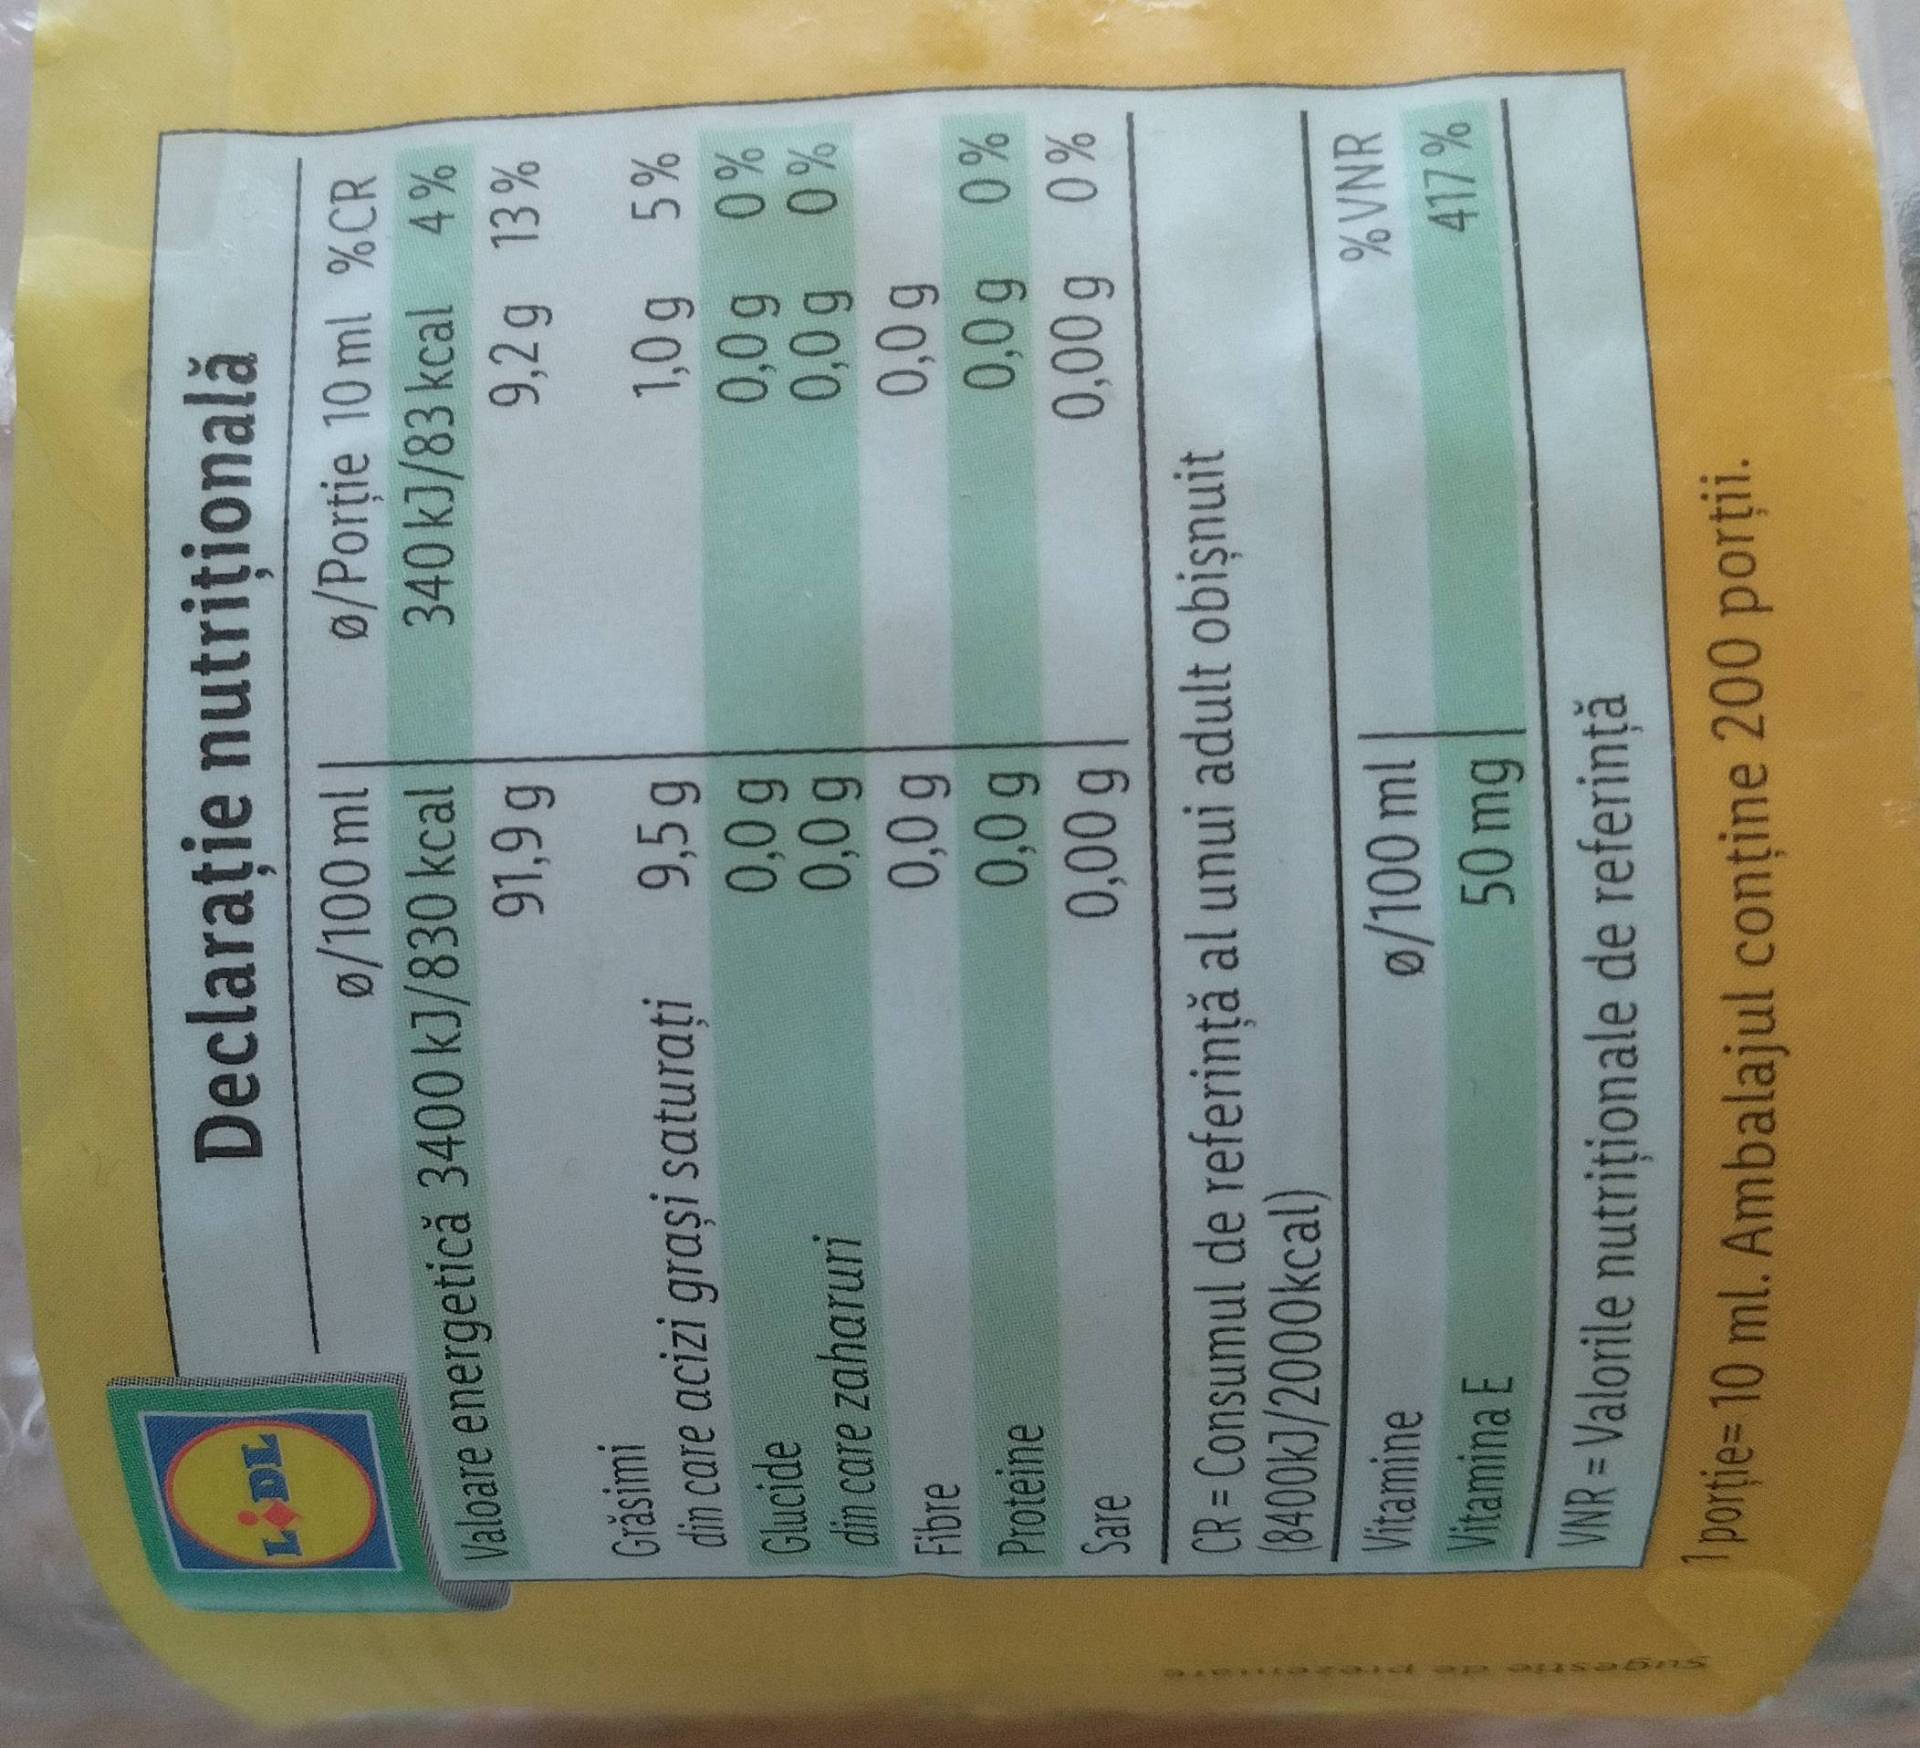 LIDL
Declarație nutrițională
ø/100 ml ø/Porție 10 ml %CR
Valoare energetică 3400 kJ/830 kcal 340 kJ/83 kcal 4 %
Grăsimi 91,9 g 9,2 g 13 %
din care acizi grași saturați 9,5 g 1,0 g 5 %
Glucide 0,0 g 0,0 g 0 %
din care zaharuri 0,0 g 0,0 g 0 %
Fibre 0,0 g 0,0 g
Proteine 0,0 g 0,0 g 0 %
Sare 0,00 g 0,00 g 0 %
CR = Consumul de referință al unui adult obișnuit
(8400kJ/2000kcal)
Vitamine ø/100 ml %VNR
Vitamina E 50 mg 417 %
VNR = Valorile nutriționale de referință
1 porție= 10 ml. Ambalajul conține 200 porții.
Sugestie de prezentare